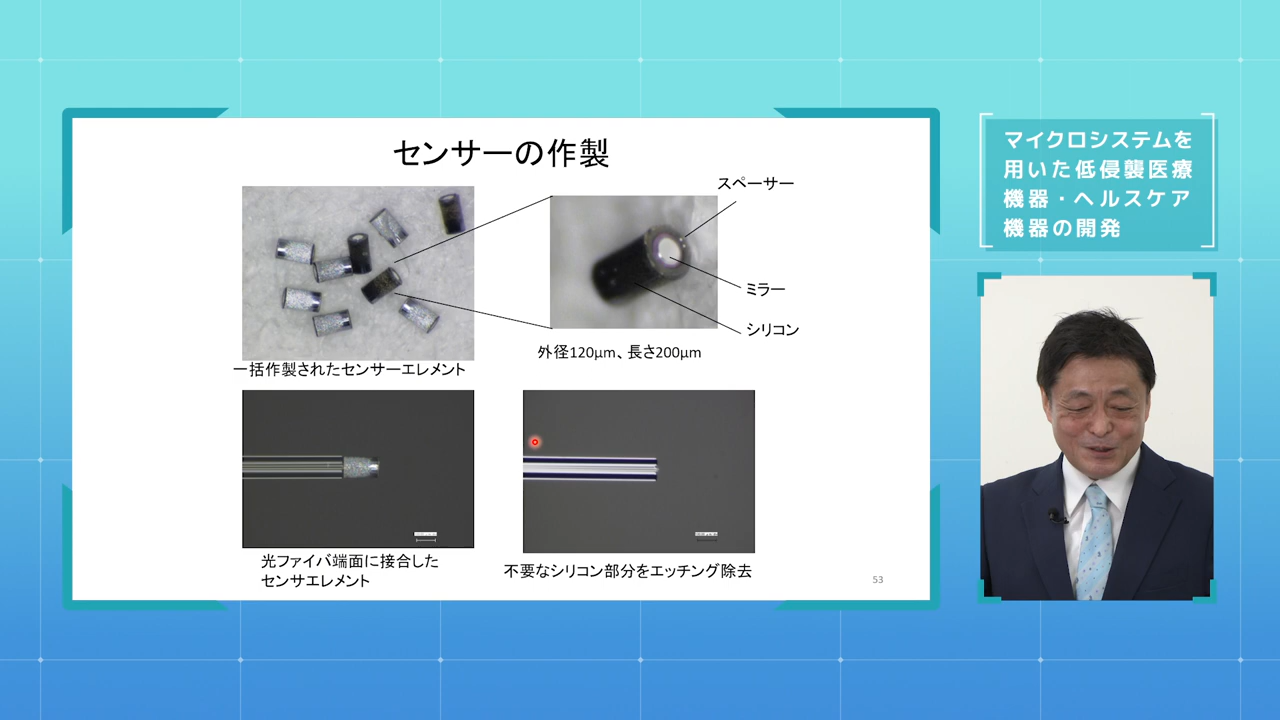 センサーの作製
スペーサー
ミラー
シリコン
外径120μm、長さ200μm
一括作製されたセンサーエレメント
光ファイバ端面に接合した
センサエレメント
不要なシリコン部分をエッチング除去
53
マイクロシステムを
用いた低侵襲医療
機器・ヘルスケア
機器の開発